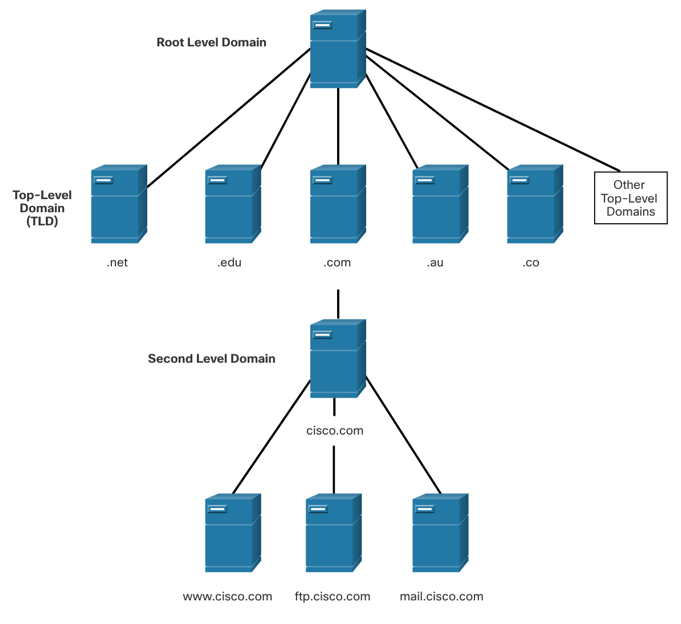 Root Level Domain
Top-Level
Domain
(TLD)
Other
Top-Level
Domains
.net
.edu
.com
.au
.co
Second Level Domain
cisco.com
www.cisco.com
ftp.cisco.com
mail.cisco.com